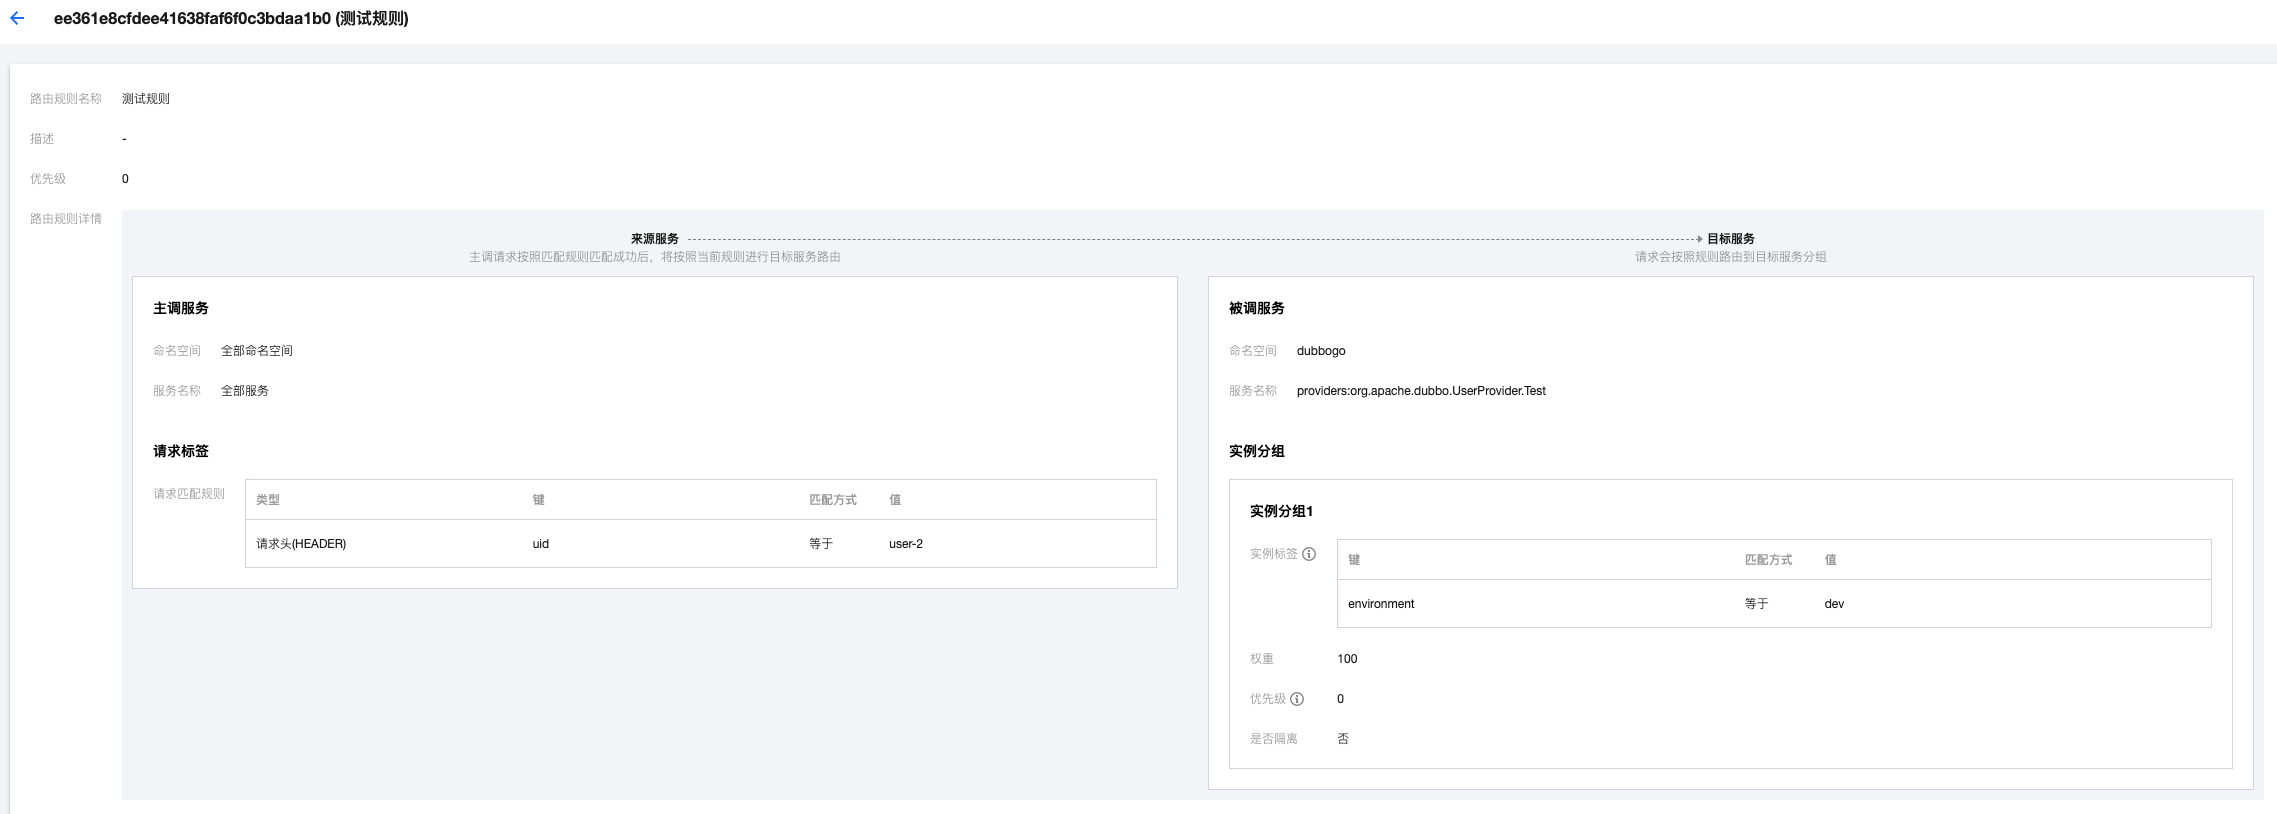 ee361e8cfdee41638faf6f0c3bdaa1b0 (测试规则)
路由规则名称 测试规则
描述 -
优先级 0
路由规则详情
来源服务
主调请求按照匹配规则匹配成功后，将按照当前规则进行目标服务路由
目标服务
请求会按照规则路由到目标服务分组
主调服务
命名空间 全部命名空间
服务名称 全部服务
请求标签
请求匹配规则
类型 键 匹配方式 值
请求头(HEADER) uid 等于 user-2
被调服务
命名空间 dubbogo
服务名称 providers:org.apache.dubbo.UserProvider.Test
实例分组
实例分组1
实例标签
键 匹配方式 值
environment 等于 dev
权重 100
优先级 0
是否隔离 否